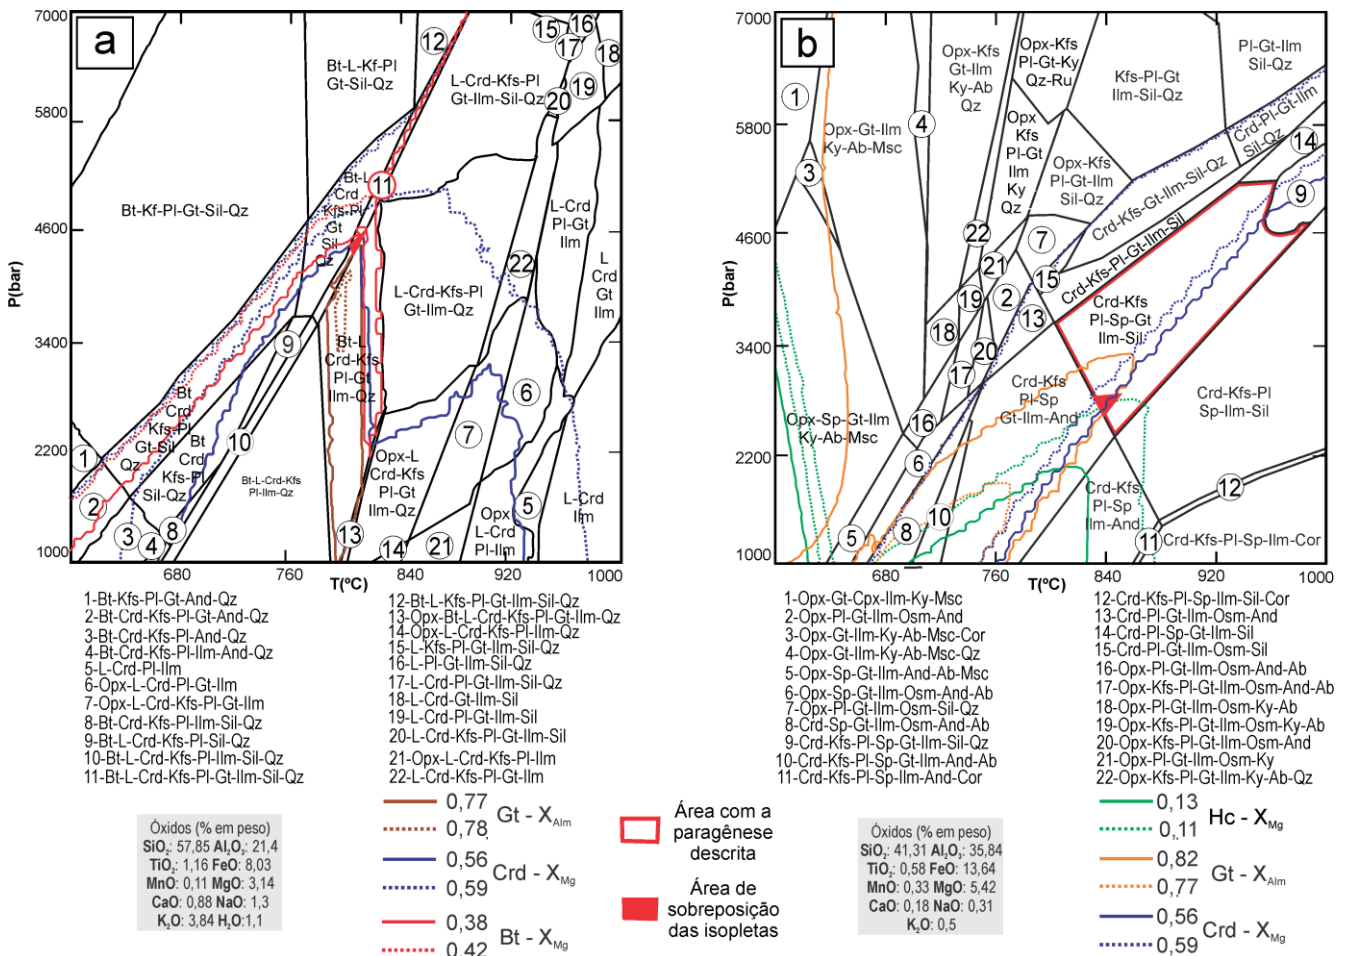 a
7000
5800
4600
3400
2200
1000
P(bar)
680
760
840
920
1000
T(ºC)
Bt-L-Kf-Pl
Gt-Sil-Qz
12
L-Crd-Kfs-Pl
Gt-Ilm-Sil-Qz
15
16
17
18
19
20
Bt-Kf-Pl-Gt-Sil-Qz
Bt-L
Crd
Kfs-Pl
Gt
Sil
Qz
11
L-Crd
Pl-Gt
Ilm
22
L
Crd
Gt
Ilm
L-Crd-Kfs-Pl
Gt-Ilm-Qz
9
Bt-L
Crd-Kfs
Pl-Gt
Ilm-Qz
6
Bt
Crd
Kfs-Pl
Gt-Sil
Qz
Bt
Crd
Kfs-Pl
Sil-Qz
10
7
1
2
3
4
8
Bt-L-Crd-Kfs
Pl-Ilm-Qz
Opx-L
Crd-Kfs
Pl-Gt
Ilm-Qz
5
Opx
L-Crd
Pl-Ilm
L-Crd
Ilm
13
14
21
b
7000
5800
4600
3400
2200
1000
P(bar)
680
760
840
920
1000
T(ºC)
1
Opx-Gt-Ilm
Ky-Ab-Msc
3
4
Opx-Kfs
Gt-Ilm
Ky-Ab
Qz
Opx-Kfs
Pl-Gt-Ky
Qz-Ru
Kfs-Pl-Gt
Ilm-Sil-Qz
Pl-Gt-Ilm
Sil-Qz
Opx
Kfs
Pl-Gt
Ilm
Ky
Qz
Opx-Kfs
Pl-Gt-Ilm
Sil-Qz
Crd-Pl-Gt-Ilm
Sil-Qz
14
9
Crd-Kfs-Gt-Ilm-Sil-Qz
Crd-Kfs-Pl-Gt-Ilm-Sil
22
7
21
15
19
2
13
18
20
17
Crd-Kfs
Pl-Sp-Gt
Ilm-Sil
Crd-Kfs
Pl-Sp
Gt-Ilm-And
Crd-Kfs-Pl
Sp-Ilm-Sil
Opx-Sp-Gt-Ilm
Ky-Ab-Msc
16
6
5
8
10
Crd-Kfs
Pl-Sp
Ilm-And
12
11
Crd-Kfs-Pl-Sp-Ilm-Cor
1-Bt-Kfs-Pl-Gt-And-Qz
2-Bt-Crd-Kfs-Pl-Gt-And-Qz
3-Bt-Crd-Kfs-Pl-And-Qz
4-Bt-Crd-Kfs-Pl-Ilm-And-Qz
5-L-Crd-Pl-Ilm
6-Opx-L-Crd-Pl-Gt-Ilm
7-Opx-L-Crd-Kfs-Pl-Gt-Ilm
8-Bt-Crd-Kfs-Pl-Ilm-Sil-Qz
9-Bt-L-Crd-Kfs-Pl-Sil-Qz
10-Bt-L-Crd-Kfs-Pl-Ilm-Sil-Qz
11-Bt-L-Crd-Kfs-Pl-Gt-Ilm-Sil-Qz
12-Bt-L-Kfs-Pl-Gt-Ilm-Sil-Qz
13-Opx-Bt-L-Crd-Kfs-Pl-Gt-Ilm-Qz
14-Opx-L-Crd-Kfs-Pl-Ilm-Qz
15-L-Kfs-Pl-Gt-Ilm-Sil-Qz
16-L-Pl-Gt-Ilm-Sil-Qz
17-L-Crd-Pl-Gt-Ilm-Sil-Qz
18-L-Crd-Gt-Ilm-Sil
19-L-Crd-Pl-Gt-Ilm-Sil
20-L-Crd-Kfs-Pl-Gt-Ilm-Sil
21-Opx-L-Crd-Kfs-Pl-Ilm
22-L-Crd-Kfs-Pl-Gt-Ilm
1-Opx-Gt-Cpx-Ilm-Ky-Msc
2-Opx-Pl-Gt-Ilm-Osm-And
3-Opx-Gt-Ilm-Ky-Ab-Msc-Cor
4-Opx-Gt-Ilm-Ky-Ab-Msc-Qz
5-Opx-Sp-Gt-Ilm-And-Ab-Msc
6-Opx-Sp-Gt-Ilm-Osm-And-Ab
7-Opx-Pl-Gt-Ilm-Osm-Sil-Qz
8-Crd-Sp-Gt-Ilm-Osm-And-Ab
9-Crd-Kfs-Pl-Sp-Gt-Ilm-Sil-Qz
10-Crd-Kfs-Pl-Sp-Gt-Ilm-And-Ab
11-Crd-Kfs-Pl-Sp-Ilm-And-Cor
12-Crd-Kfs-Pl-Sp-Ilm-Sil-Cor
13-Crd-Pl-Gt-Ilm-Osm-And
14-Crd-Pl-Sp-Gt-Ilm-Sil
15-Crd-Pl-Gt-Ilm-Osm-Sil
16-Opx-Pl-Gt-Ilm-Osm-And-Ab
17-Opx-Kfs-Pl-Gt-Ilm-Osm-And-Ab
18-Opx-Pl-Gt-Ilm-Osm-Ky-Ab
19-Opx-Kfs-Pl-Gt-Ilm-Osm-Ky-Ab
20-Opx-Kfs-Pl-Gt-Ilm-Osm-And
21-Opx-Pl-Gt-Ilm-Osm-Ky
22-Opx-Kfs-Pl-Gt-Ilm-Ky-Ab-Qz
Óxidos (% em peso)
SiO2: 57,85 Al2O3: 21,4
TiO2: 1,16 FeO: 8,03
MnO: 0,11 MgO: 3,14
CaO: 0,88 NaO: 1,3
K2O: 3,84 H2O:1,1
0,77
0,78
Gt - XAlm
0,56
0,59
Crd - XMg
0,38
0,42
Bt - XMg
Área com a
paragênese
descrita
Área de
sobreposição
das isopletas
Óxidos (% em peso)
SiO2: 41,31 Al2O3: 35,84
TiO2: 0,58 FeO: 13,64
MnO: 0,33 MgO: 5,42
CaO: 0,18 NaO: 0,31
K2O: 0,5
0,13
0,11
Hc - XMg
0,82
0,77
Gt - XAlm
0,56
0,59
Crd - XMg